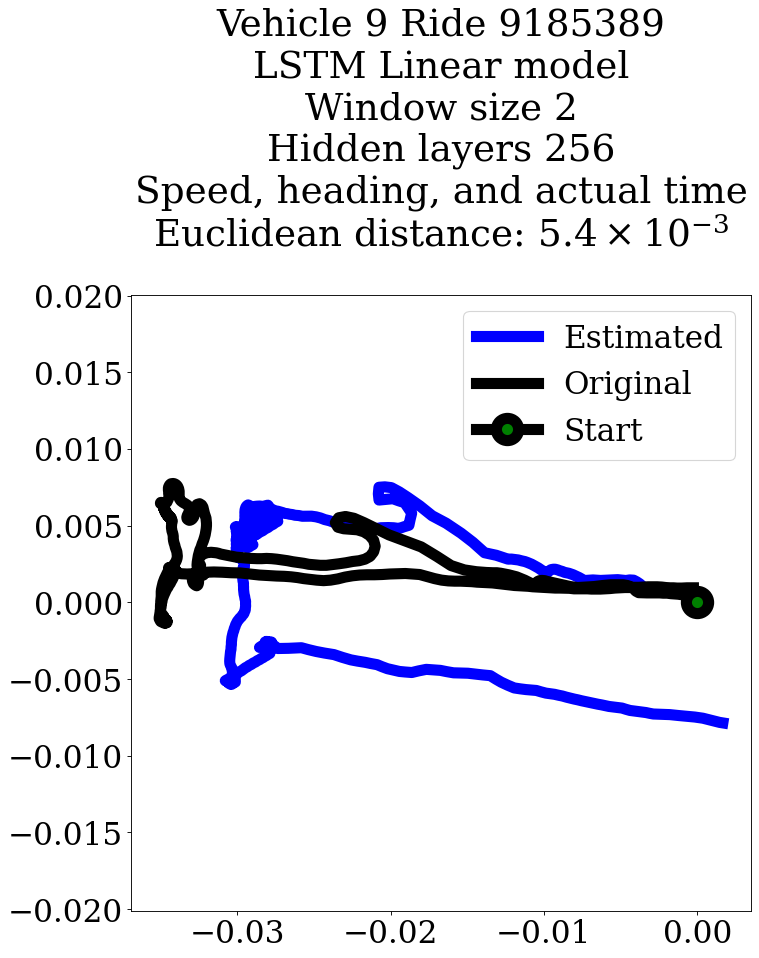 Vehicle 9 Ride 9185389
LSTM Linear model
Window size 2
Hidden layers 256
Speed, heading, and actual time
Euclidean distance: 5.4 × 10⁻³
0.020
0.015
0.010
0.005
0.000
−0.005
−0.010
−0.015
−0.020
Estimated
Original
Start
−0.03 −0.02 −0.01 0.00